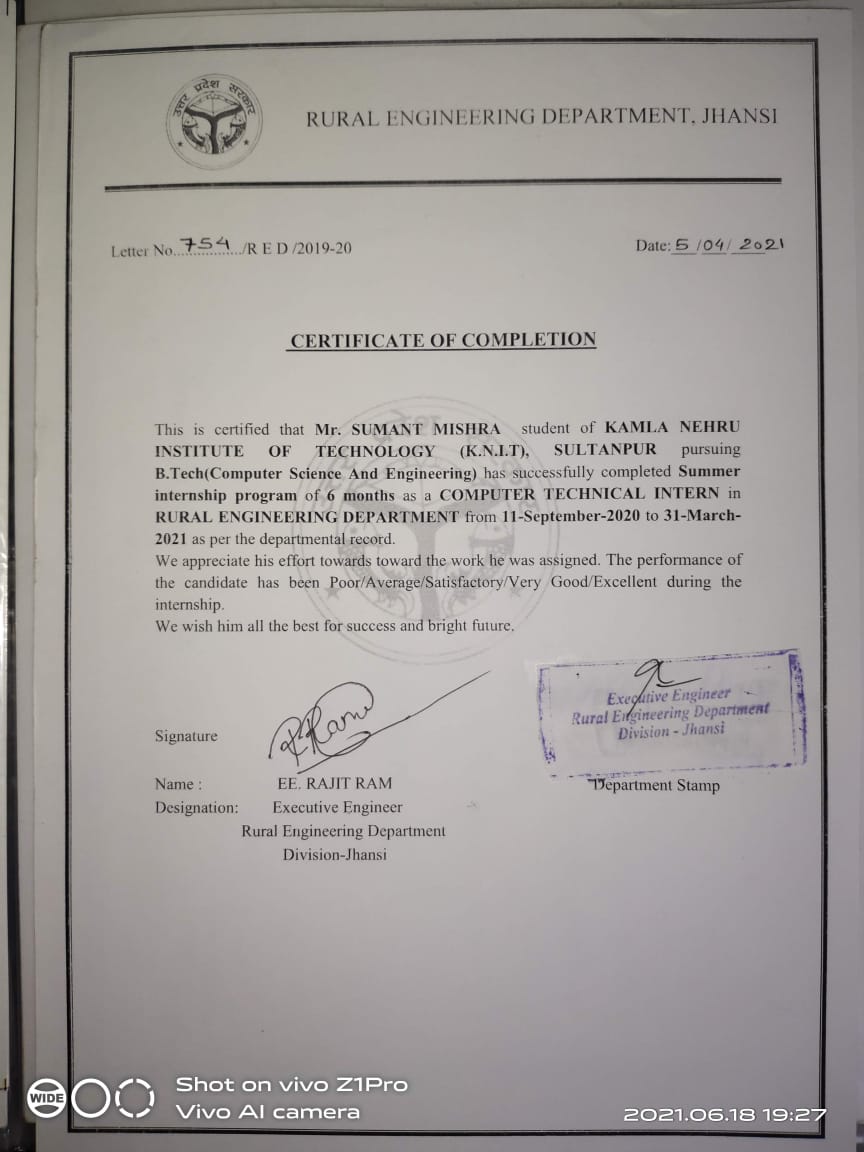 उत्तर प्रदेश सरकार
RURAL ENGINEERING DEPARTMENT, JHANSI
Letter No...754.../R E D /2019-20
Date: 5 /04/ 2021
CERTIFICATE OF COMPLETION
This is certified that Mr. SUMANT MISHRA student of KAMLA NEHRU
INSTITUTE OF TECHNOLOGY (K.N.I.T), SULTANPUR pursuing
B.Tech(Computer Science And Engineering) has successfully completed Summer
internship program of 6 months as a COMPUTER TECHNICAL INTERN in
RURAL ENGINEERING DEPARTMENT from 11-September-2020 to 31-March-
2021 as per the departmental record.
We appreciate his effort towards toward the work he was assigned. The performance of
the candidate has been Poor/Average/Satisfactory/Very Good/Excellent during the
internship.
We wish him all the best for success and bright future.
Executive Engineer
Rural Engineering Department
Division - Jhansi
Signature
RRam
Name : EE. RAJIT RAM
Department Stamp
Designation: Executive Engineer
Rural Engineering Department
Division-Jhansi
WIDE
Shot on vivo Z1Pro
Vivo AI camera
2021.06.18 19:27